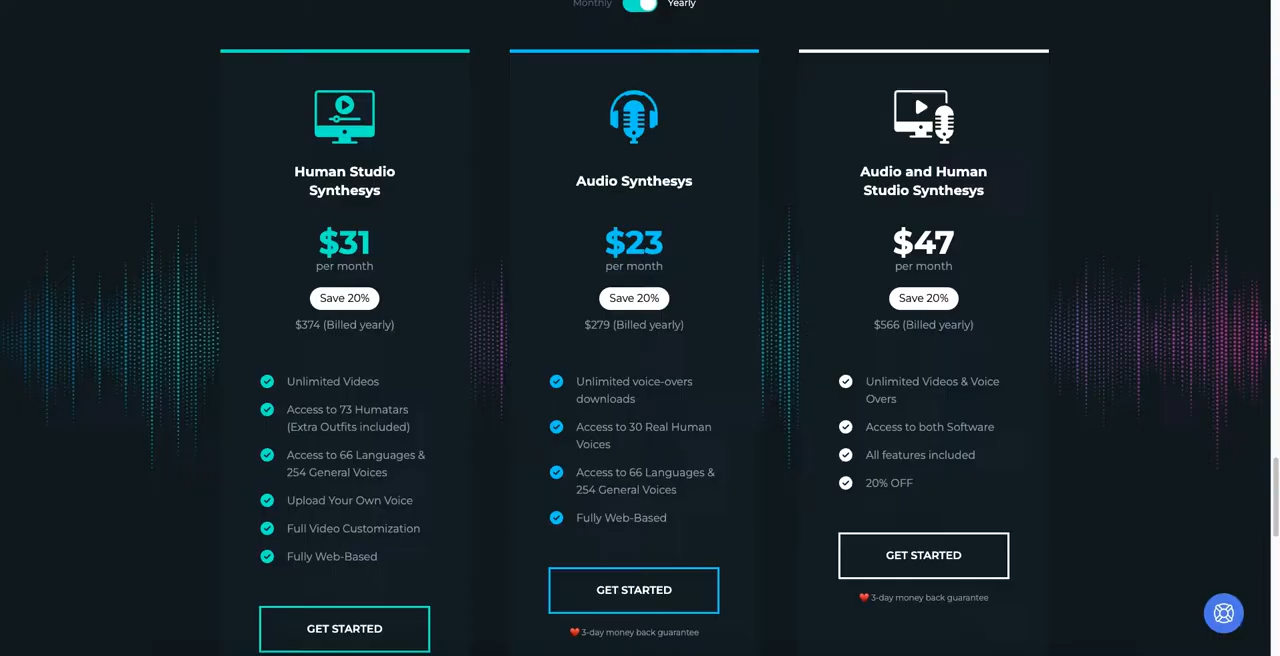 Monthly Yearly
Human Studio
Synthesys
$31
per month
Save 20%
$374 (Billed yearly)
Unlimited Videos
Access to 73 Humatars
(Extra Outfits included)
Access to 66 Languages &
254 General Voices
Upload Your Own Voice
Full Video Customization
Fully Web-Based
GET STARTED
Audio Synthesys
$23
per month
Save 20%
$279 (Billed yearly)
Unlimited voice-overs
downloads
Access to 30 Real Human
Voices
Access to 66 Languages &
254 General Voices
Fully Web-Based
GET STARTED
3-day money back guarantee
Audio and Human
Studio Synthesys
$47
per month
Save 20%
$566 (Billed yearly)
Unlimited Videos & Voice
Overs
Access to both Software
All features included
20% OFF
GET STARTED
3-day money back guarantee